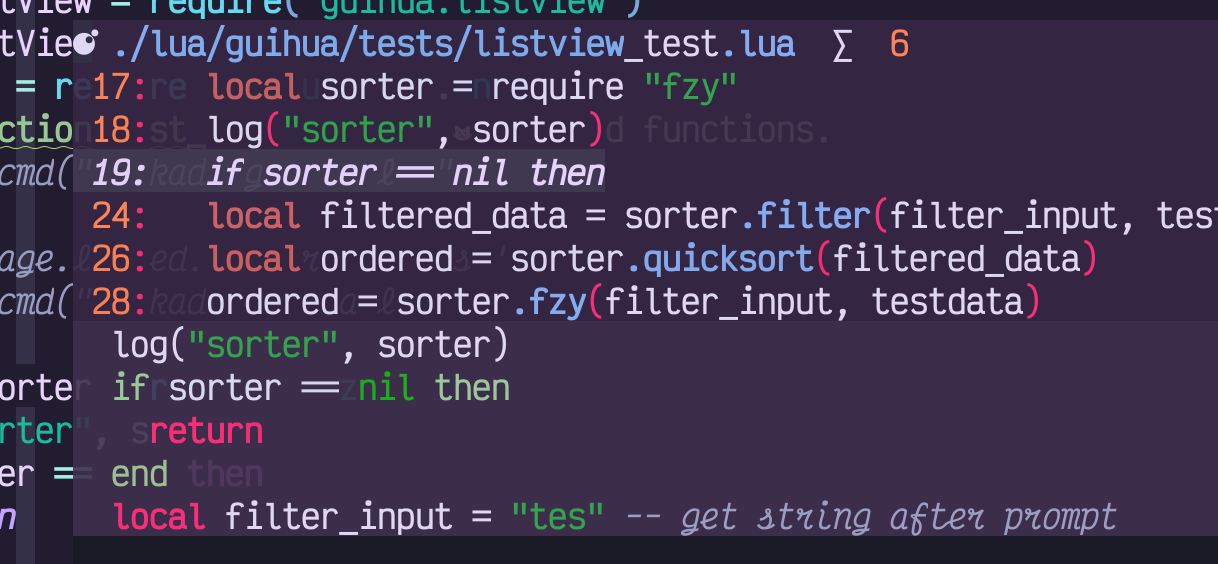 tView = require("guihua.listview")
tVie ./lua/guihua/tests/listview_test.lua ∑ 6
= re 17: local sorter = require "fzy"
ctio 18: log("sorter", sorter) d functions.
cmd(" 19: if sorter == nil then
24: local filtered_data = sorter.filter(filter_input, test
age. 26: local ordered = sorter.quicksort(filtered_data)
cmd(" 28: ordered = sorter.fzy(filter_input, testdata)
log("sorter", sorter)
orter if sorter == nil then
rter", s return
er == end then
n local filter_input = "tes" -- get string after prompt